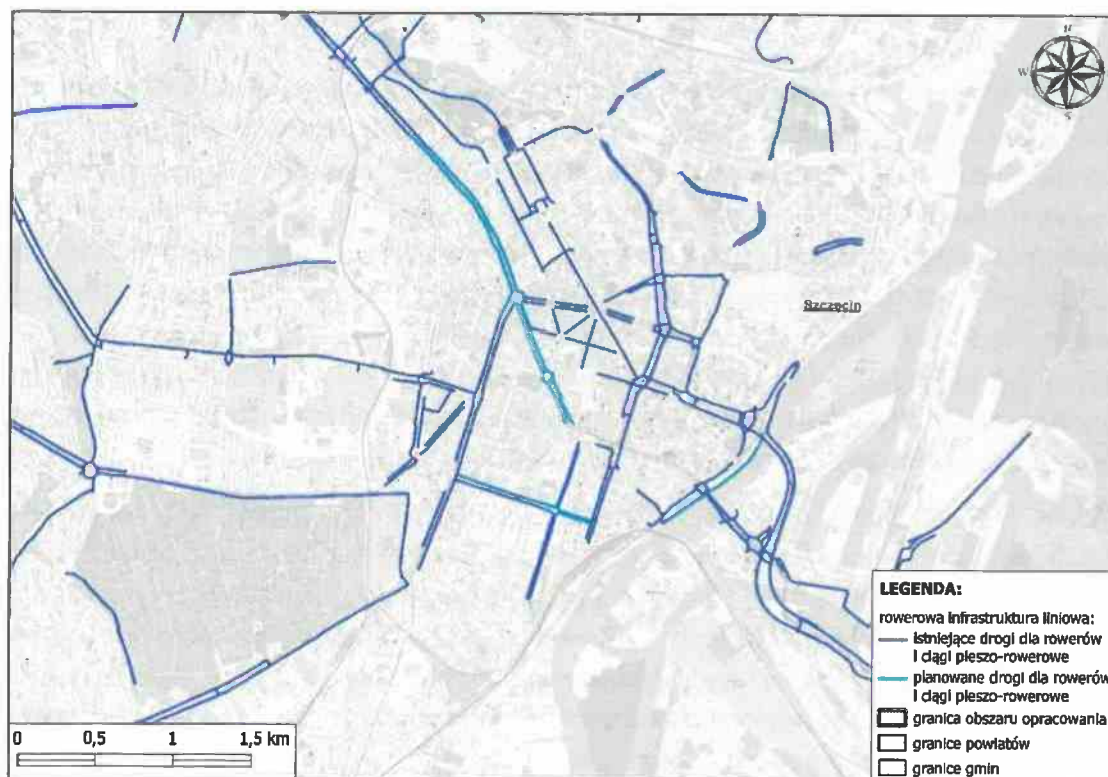 N
W
S
Szczecin
LEGENDA:
rowerowa infrastruktura liniowa:
istniejące drogi dla rowerów
i ciągi pieszo-rowerowe
planowane drogi dla rowerów
i ciągi pieszo-rowerowe
granica obszaru opracowania
granice powiatów
granice gmin
0 0,5 1 1,5 km